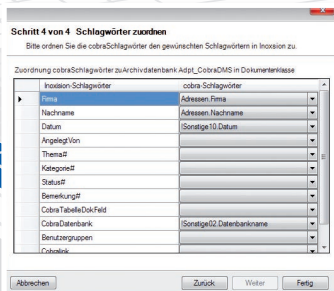 Schritt 4 von 4 Schlagwörter zuordnen
Bitte ordnen Sie die cobraSchlagwörter den gewünschten Schlagwörtern in Inoxsion zu.
Zuordnung cobraSchlagwörter zu Archivdatenbank Adpt_CobraDMS in Dokumentenklasse
Inoxision-Schlagwörter cobra-Schlagwörter
Firma Adressen.Firma
Nachname Adressen.Nachname
Datum !Sonstige10.Datum
AngelegtVon
Thema#
Kategorie#
Status#
Bemerkung#
CobraTabelleDokFeld
CobraDatenbank !Sonstige02.Datenbankname
Benutzergruppen
Cobralink
Abbrechen Zurück Weiter Fertig